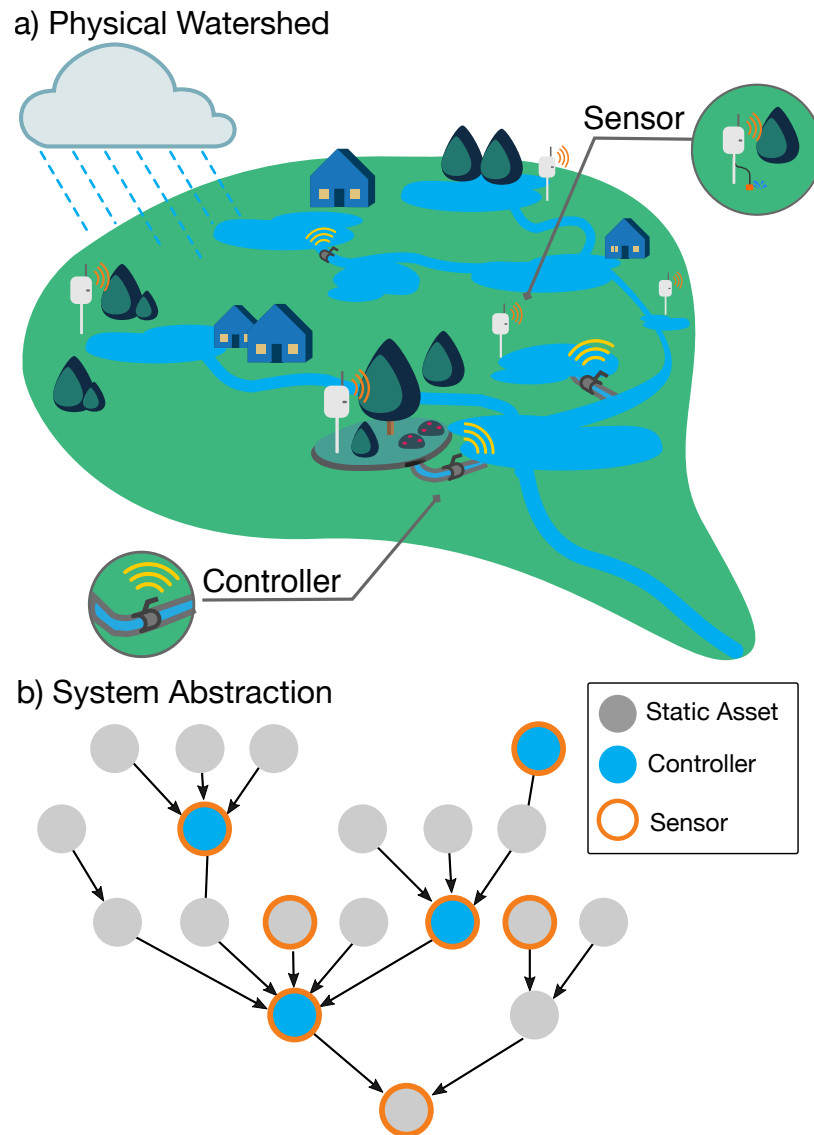 a) Physical Watershed
Sensor
Controller
b) System Abstraction
Static Asset
Controller
Sensor